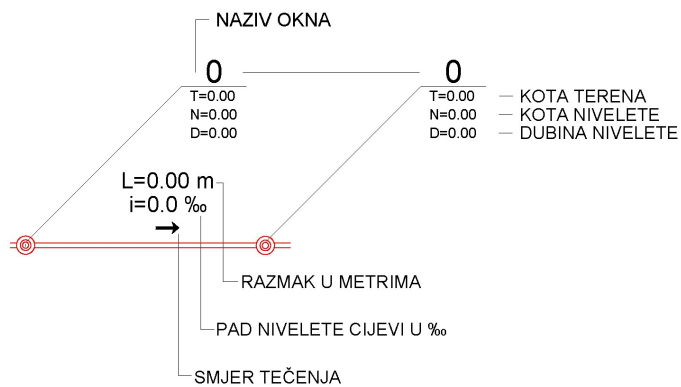 NAZIV OKNA
0 0
T=0.00 T=0.00 KOTA TERENA
N=0.00 N=0.00 KOTA NIVELETE
D=0.00 D=0.00 DUBINA NIVELETE
L=0.00 m
i=0.0 ‰
RAZMAK U METRIMA
PAD NIVELETE CIJEVI U ‰
SMJER TEČENJA